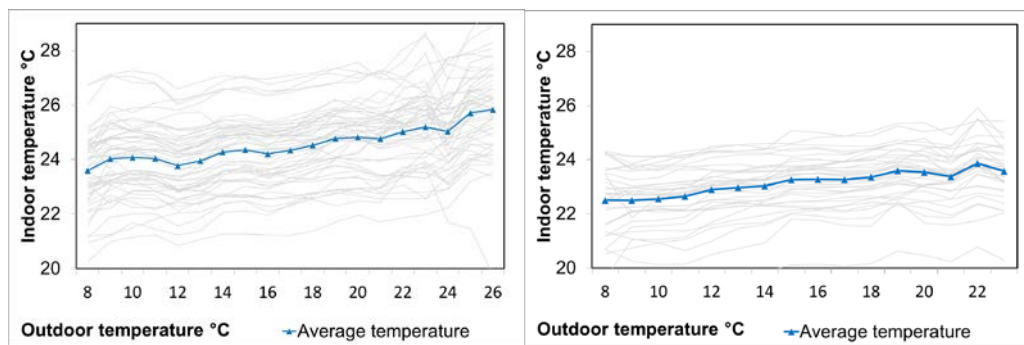 Indoor temperature °C
28
26
24
22
20
8 10 12 14 16 18 20 22 24 26
Outdoor temperature °C Average temperature
Indoor temperature °C
28
26
24
22
20
8 10 12 14 16 18 20 22
Outdoor temperature °C Average temperature